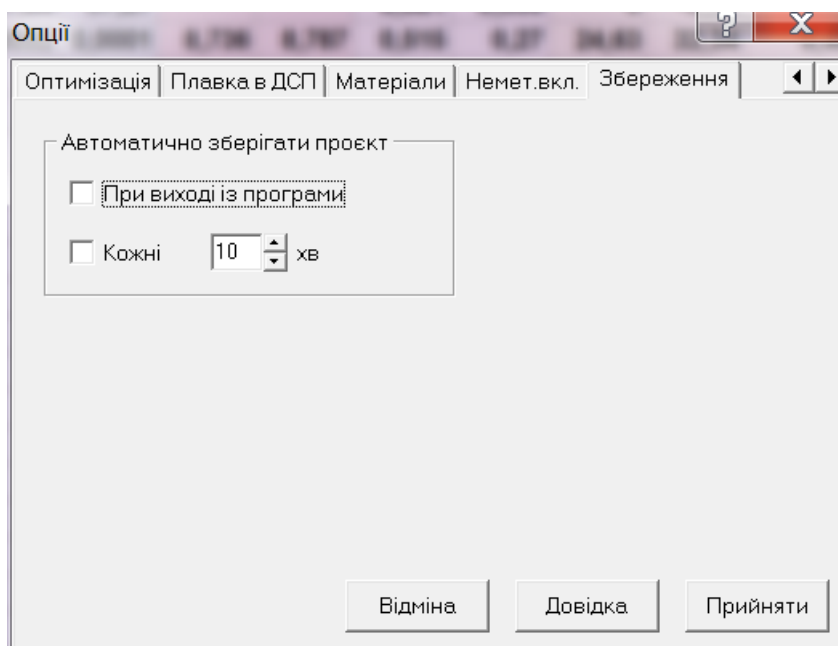 Опції
Оптимізація Плавка в ДСП Матеріали Немет.вкл. Збереження
Автоматично зберігати проєкт
При виході із програми
Кожні 10 хв
Відміна Довідка Прийняти